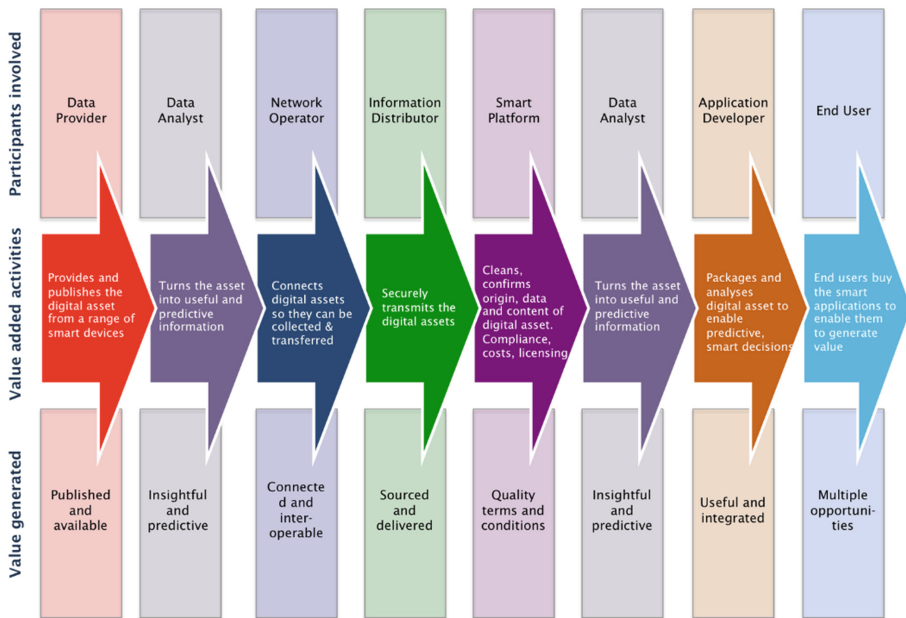 Participants involved
Data
Provider
Data
Analyst
Network
Operator
Information
Distributor
Smart
Platform
Data
Analyst
Application
Developer
End User
Value added activities
Provides and
publishes the
digital asset
from a range of
smart devices
Turns the asset
into useful and
predictive
information
Connects
digital assets
so they can be
collected &
transferred
Securely
transmits the
digital assets
Cleans,
confirms
origin, data
and content of
digital asset.
Compliance,
costs, licensing
Turns the asset
into useful and
predictive
information
Packages and
analyses
digital asset to
enable
predictive,
smart decisions
End users buy
the smart
applications to
enable them
to generate
value
Value generated
Published
and
available
Insightful
and
predictive
Connecte
d and
inter-
operable
Sourced
and
delivered
Quality
terms and
conditions
Insightful
and
predictive
Useful and
integrated
Multiple
opportuni-
ties